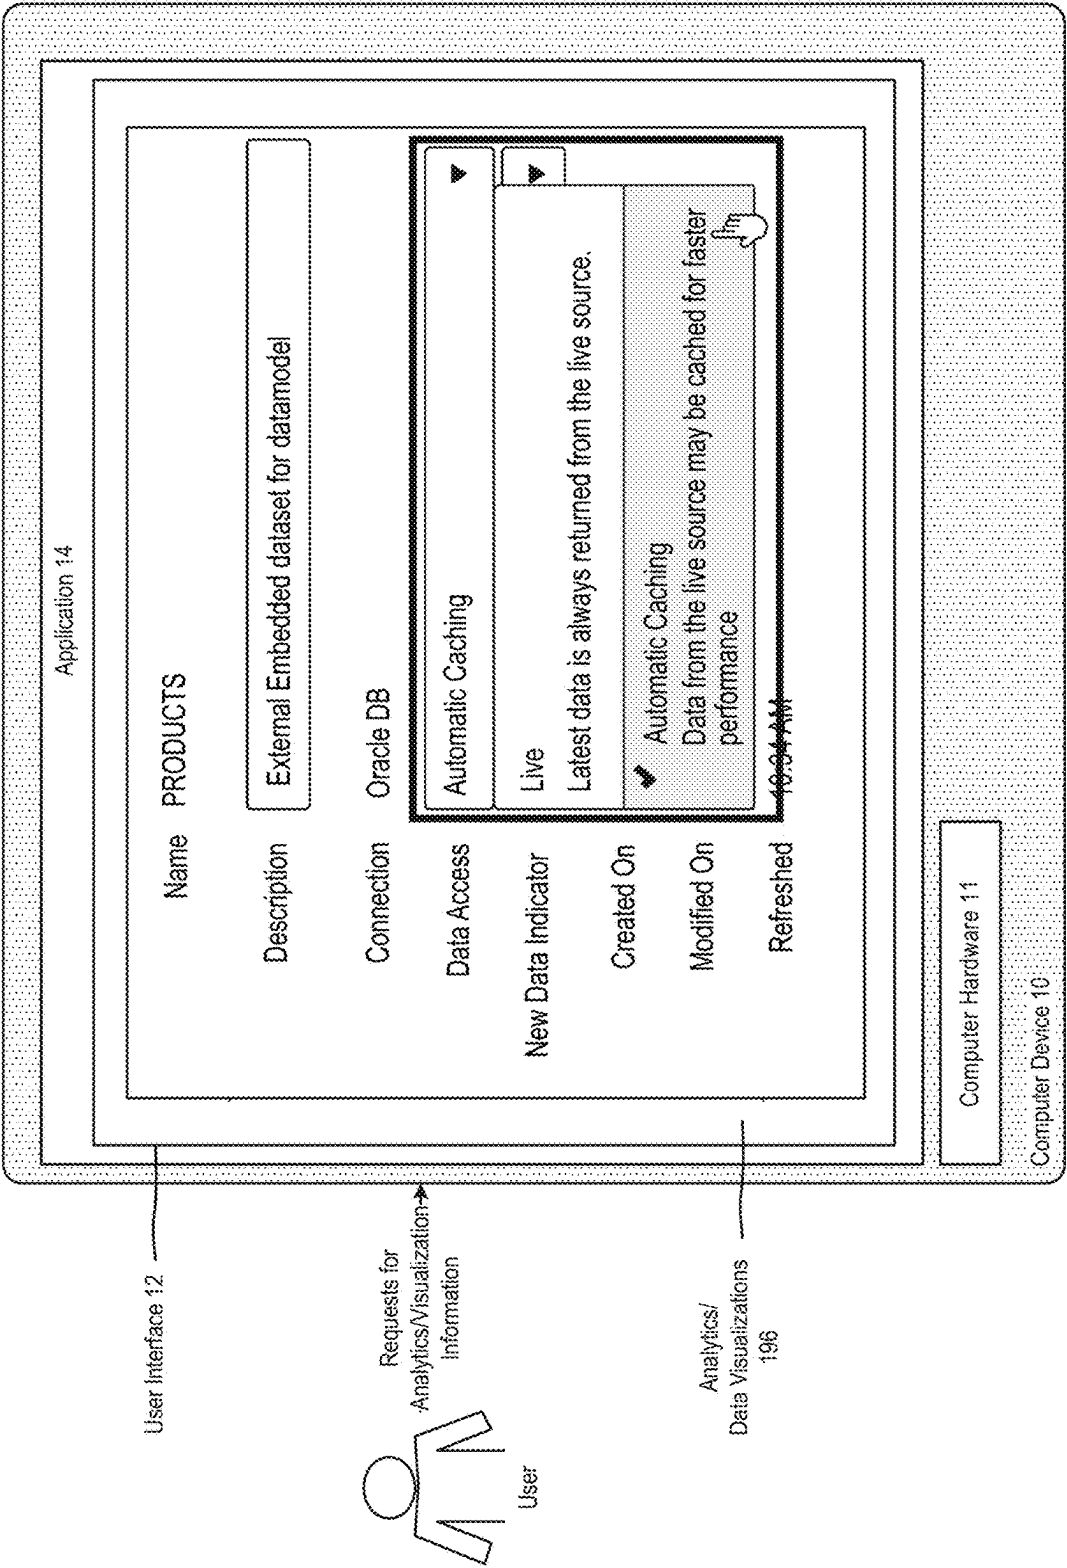 Application 14
Name PRODUCTS
Description External Embedded dataset for datamodel
Connection Oracle DB
Data Access Automatic Caching
New Data Indicator
Live
Latest data is always returned from the live source.
Created On
Automatic Caching
Modified On
Data from the live source may be cached for faster
performance
Refreshed 10:34 AM
Computer Hardware 11
Computer Device 10
User Interface 12
Requests for
Analytics/Visualization
Information
User
Analytics/
Data Visualizations
196